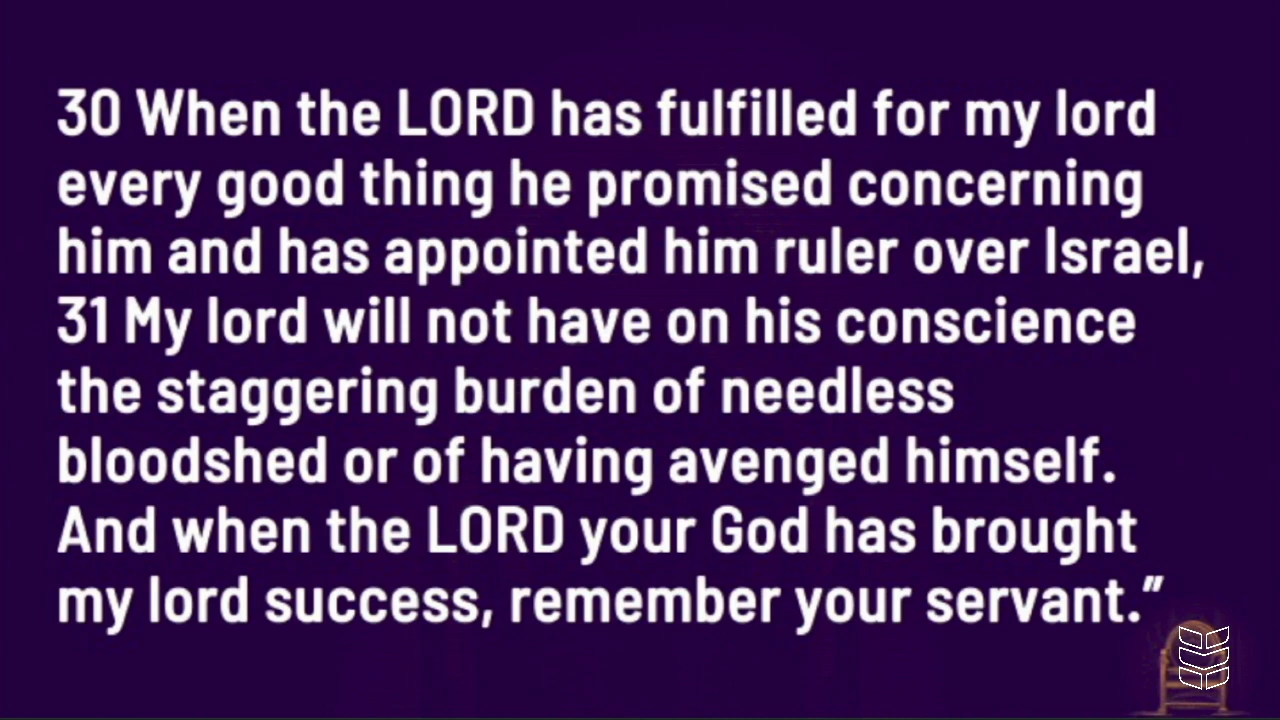 30 When the LORD has fulfilled for my lord
every good thing he promised concerning
him and has appointed him ruler over Israel,
31 My lord will not have on his conscience
the staggering burden of needless
bloodshed or of having avenged himself.
And when the LORD your God has brought
my lord success, remember your servant.”